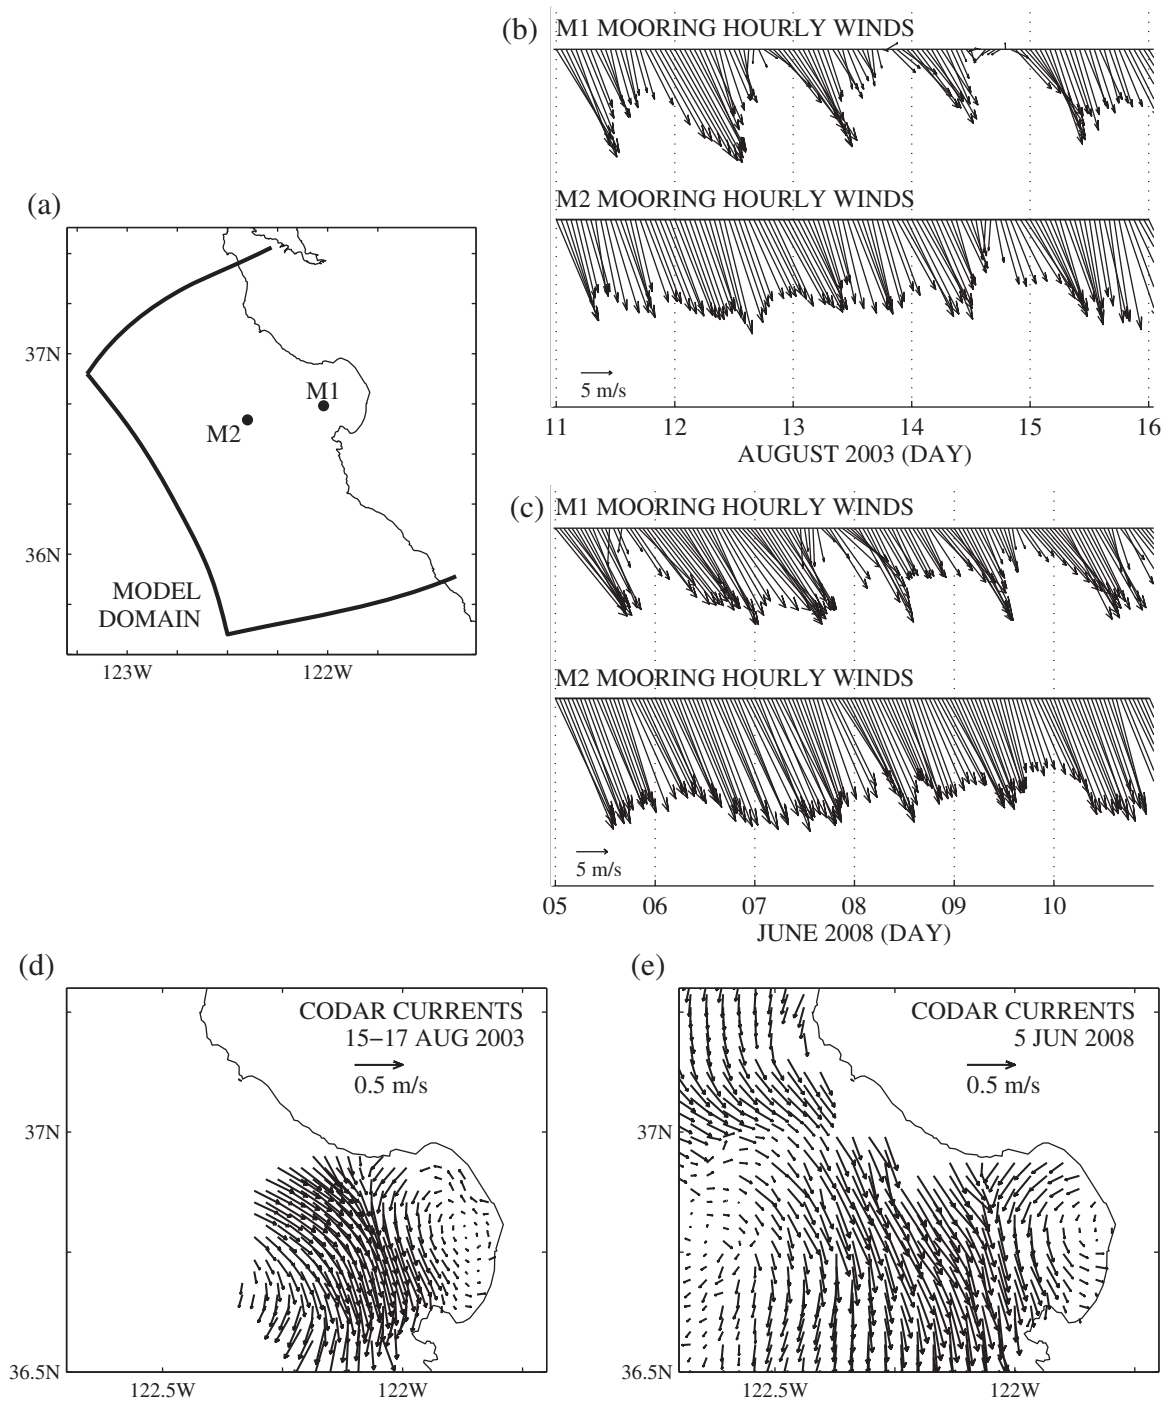 (a)
37N
36N
M1
M2
MODEL
DOMAIN
123W
122W
(b)
M1 MOORING HOURLY WINDS
M2 MOORING HOURLY WINDS
5 m/s
11
12
13
14
15
16
AUGUST 2003 (DAY)
(c)
M1 MOORING HOURLY WINDS
M2 MOORING HOURLY WINDS
5 m/s
05
06
07
08
09
10
JUNE 2008 (DAY)
(d)
CODAR CURRENTS
15−17 AUG 2003
0.5 m/s
37N
36.5N
122.5W
122W
(e)
CODAR CURRENTS
5 JUN 2008
0.5 m/s
37N
36.5N
122.5W
122W